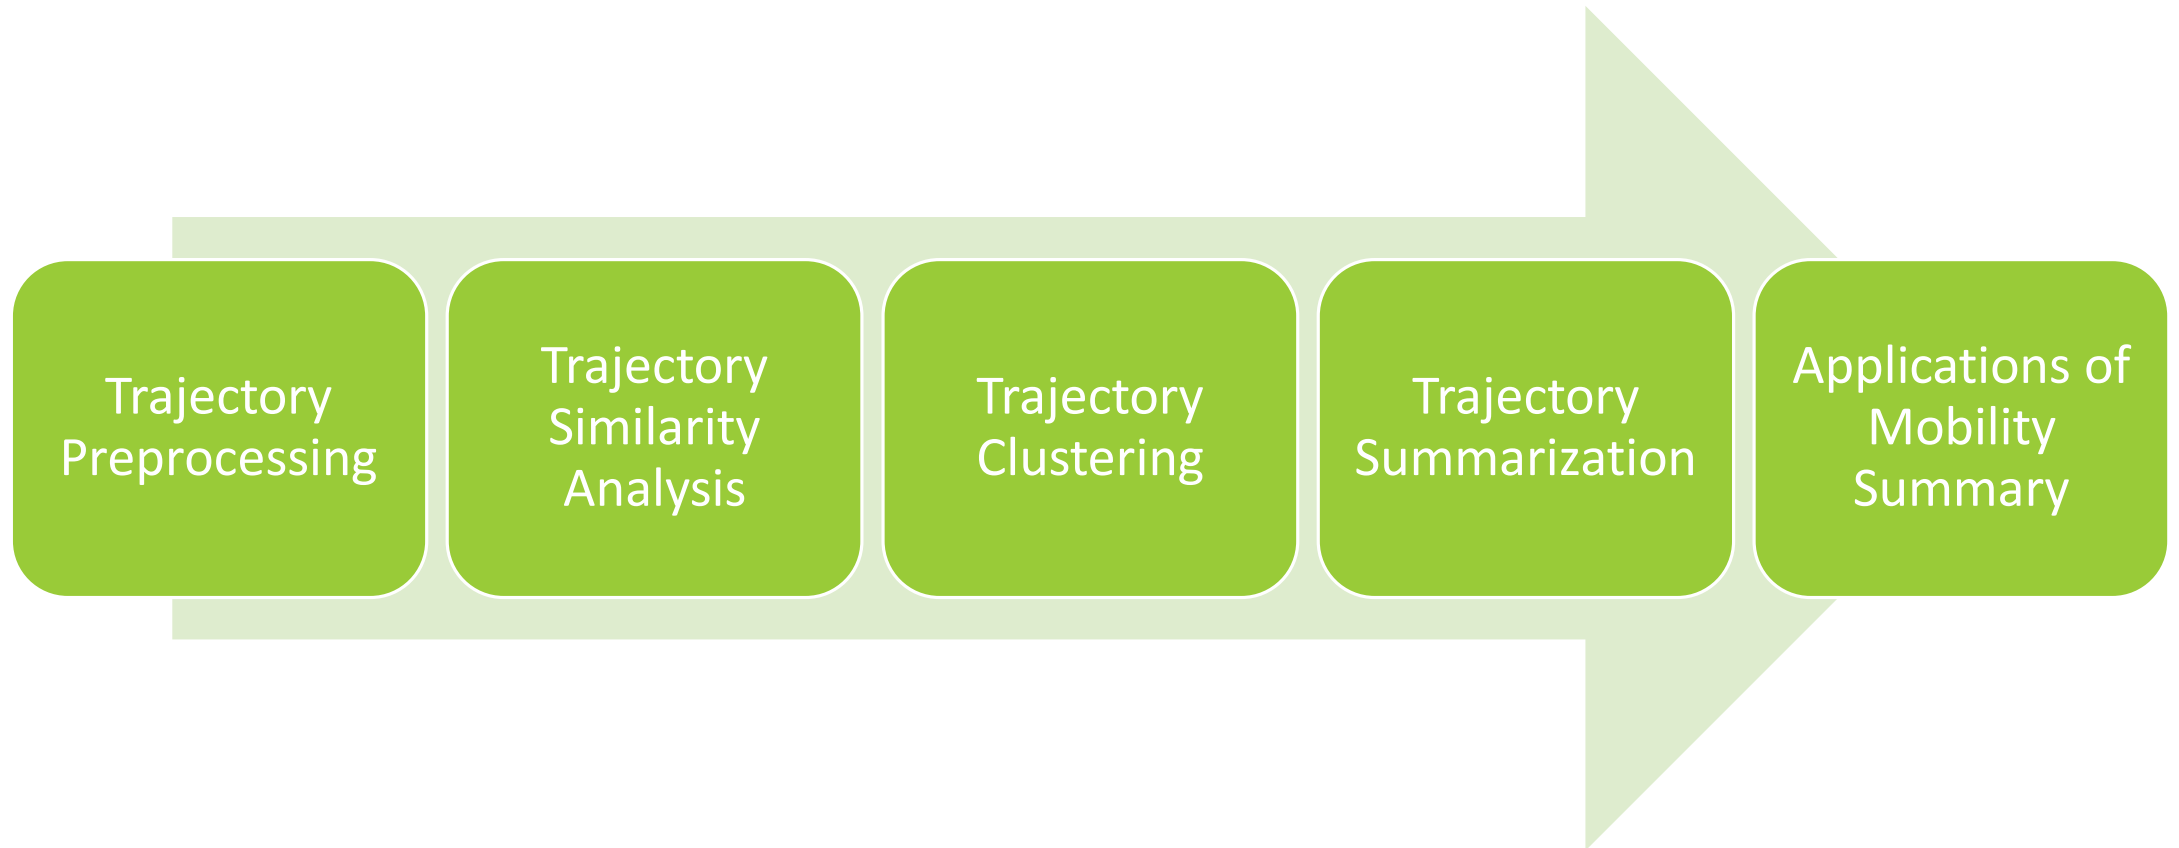 Trajectory
Preprocessing
Trajectory
Similarity
Analysis
Trajectory
Clustering
Trajectory
Summarization
Applications of
Mobility
Summary